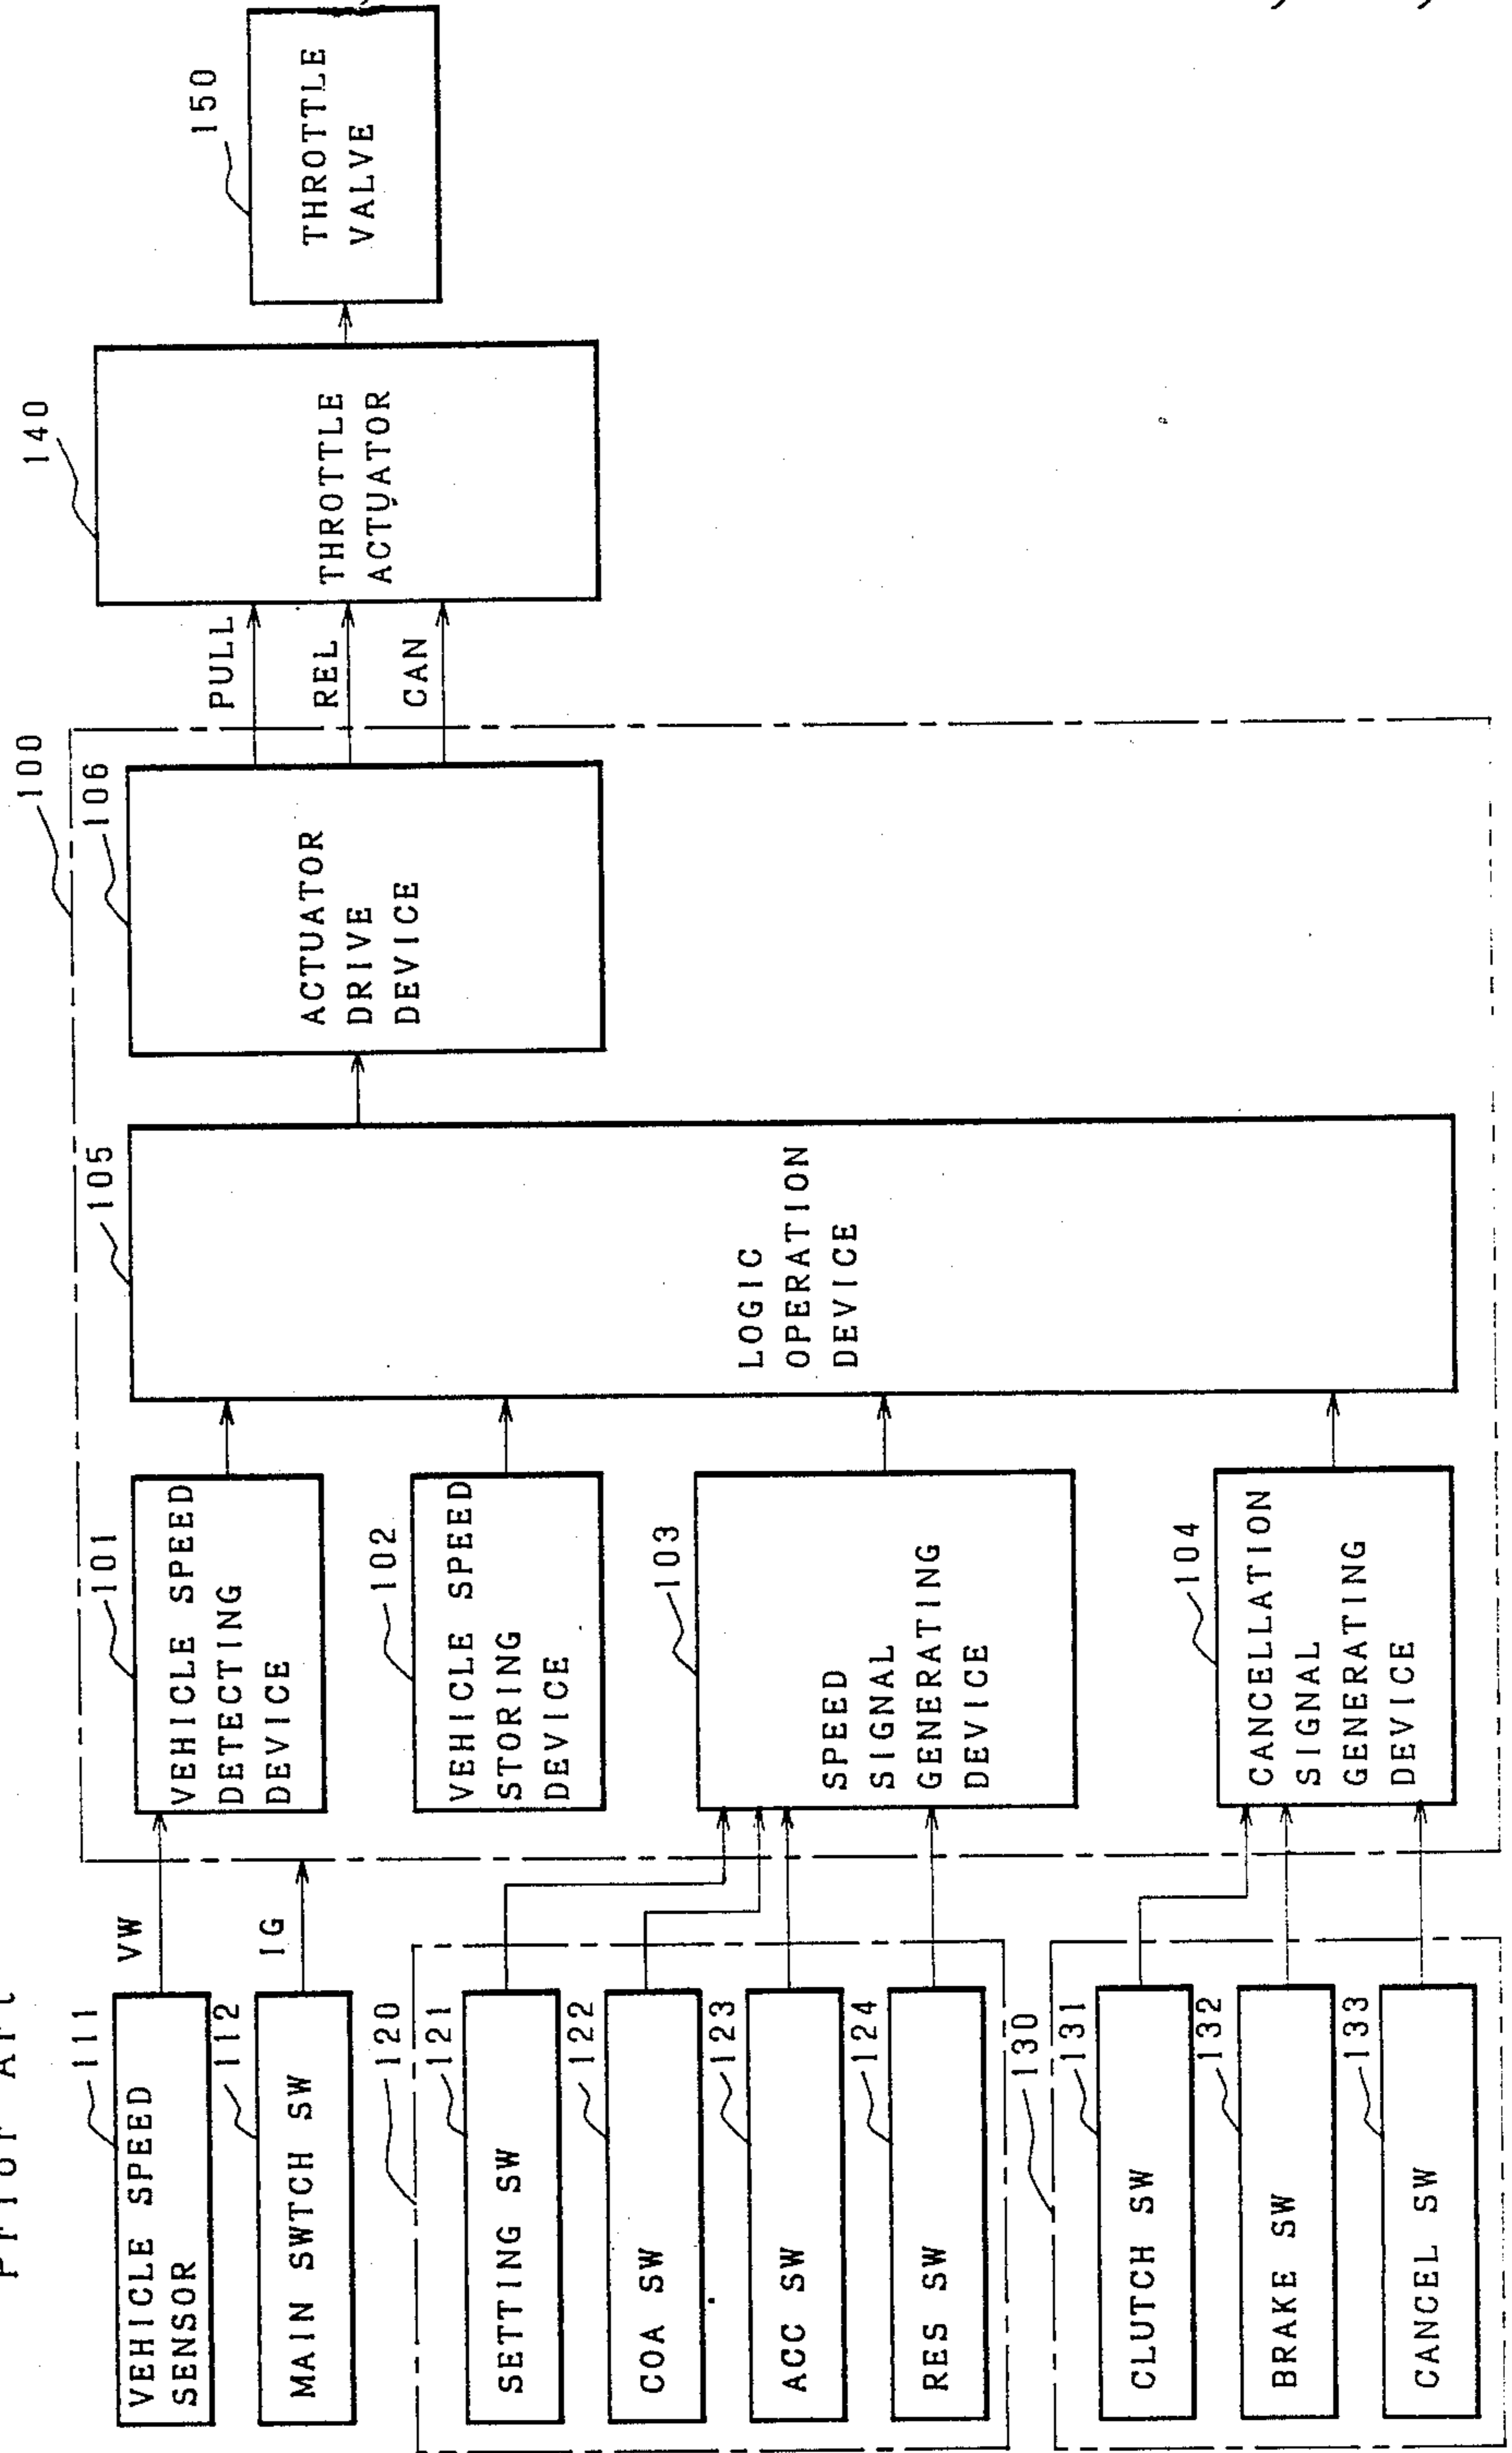 Prior Art
111
VEHICLE SPEED
SENSOR
VW
112
MAIN SWTCH SW
IG
120
121
SETTING SW
122
COA SW
123
ACC SW
124
RES SW
130
131
CLUTCH SW
132
BRAKE SW
133
CANCEL SW
100
101
VEHICLE SPEED
DETECTING
DEVICE
102
VEHICLE SPEED
STORING
DEVICE
103
SPEED
SIGNAL
GENERATING
DEVICE
104
CANCELLATION
SIGNAL
GENERATING
DEVICE
105
LOGIC
OPERATION
DEVICE
106
ACTUATOR
DRIVE
DEVICE
PULL
REL
CAN
140
THROTTLE
ACTUATOR
150
THROTTLE
VALVE